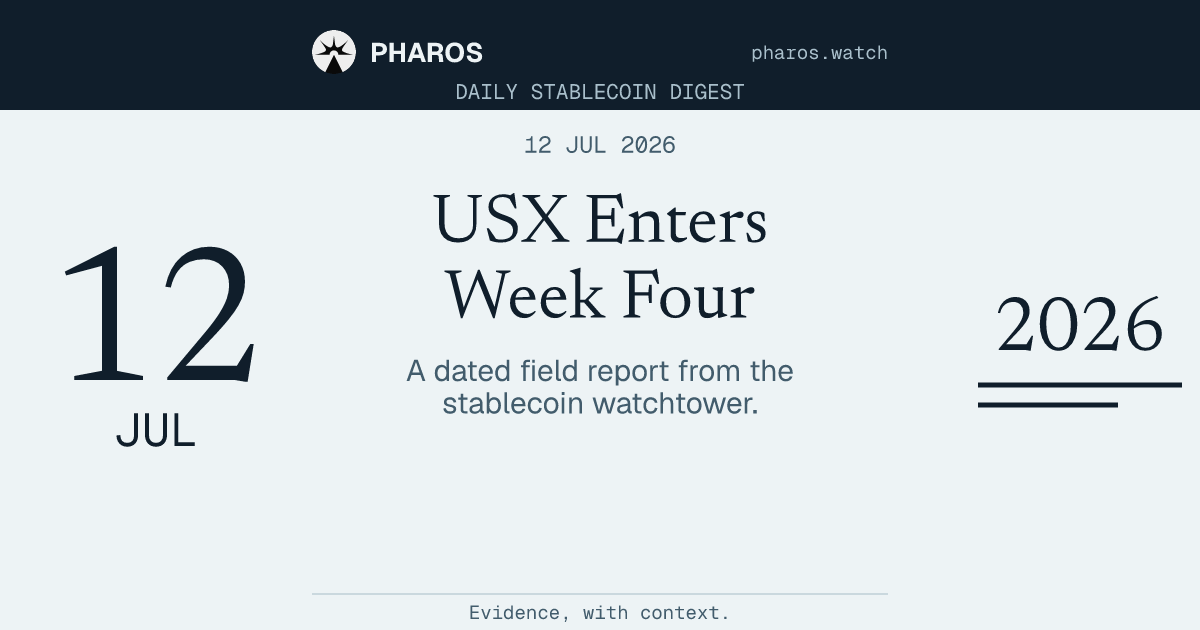 PHAROS
pharos.watch
DAILY STABLECOIN DIGEST
12 JUL 2026
USX Enters
Week Four
A dated field report from the
stablecoin watchtower.
12
JUL
2026
Evidence, with context.